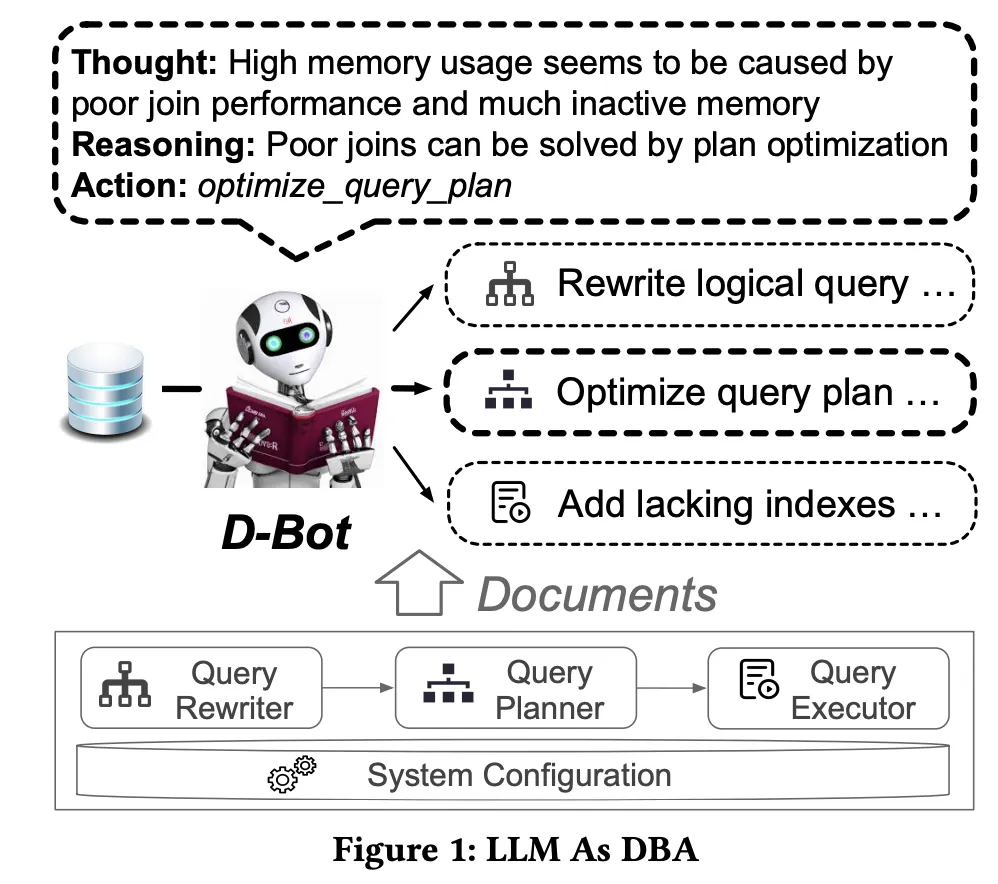 Thought: High memory usage seems to be caused by
poor join performance and much inactive memory
Reasoning: Poor joins can be solved by plan optimization
Action: optimize_query_plan
Rewrite logical query …
Optimize query plan …
Add lacking indexes …
D-Bot
Documents
Query
Rewriter
Query
Planner
Query
Executor
System Configuration
Figure 1: LLM As DBA